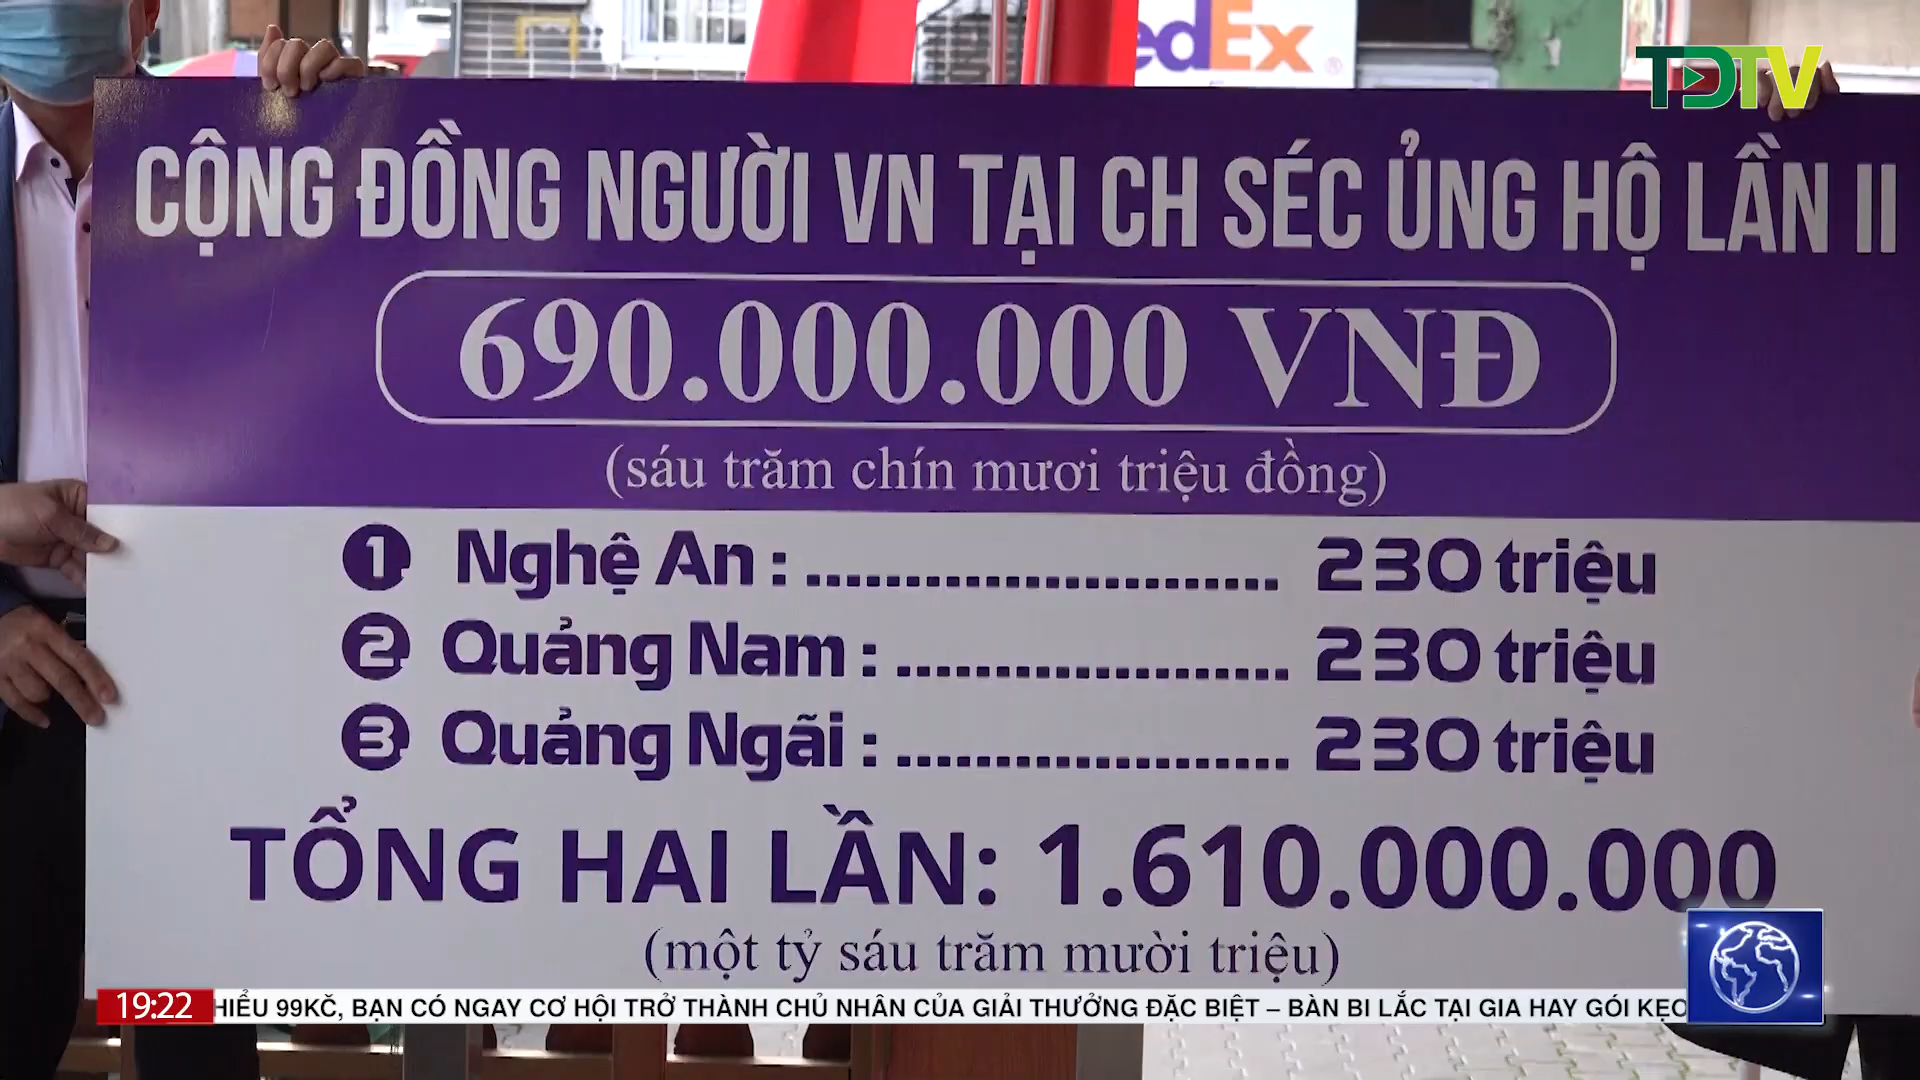 edEx
TDTV
CỘNG ĐỒNG NGƯỜI VN TẠI CH SÉC ỦNG HỘ LẦN II
690.000.000 VNĐ
(sáu trăm chín mươi triệu đồng)
1 Nghệ An : ........................ 230 triệu
2 Quảng Nam : .................... 230 triệu
3 Quảng Ngãi : .................... 230 triệu
TỔNG HAI LẦN: 1.610.000.000
(một tỷ sáu trăm mười triệu)
19:22 HIỂU 99KČ, BẠN CÓ NGAY CƠ HỘI TRỞ THÀNH CHỦ NHÂN CỦA GIẢI THƯỞNG ĐẶC BIỆT – BÀN BI LẮC TẠI GIA HAY GÓI KẸO